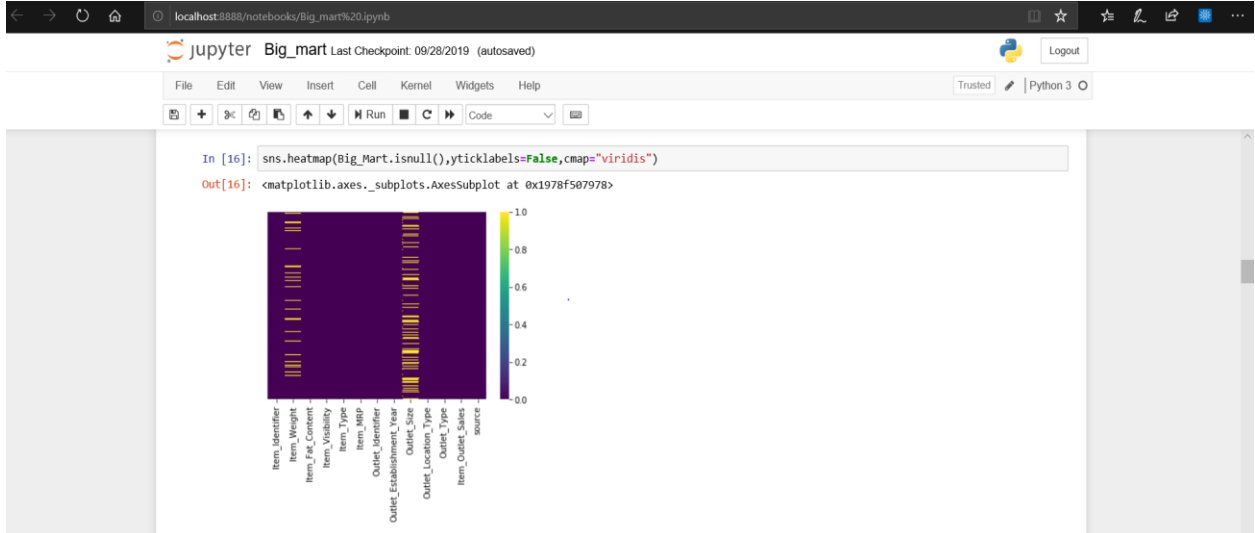 localhost:8888/notebooks/Big_mart%20.ipynb
jupyter Big_mart Last Checkpoint: 09/28/2019 (autosaved)
Logout
File Edit View Insert Cell Kernel Widgets Help
Trusted Python 3
Run Code
In [16]: sns.heatmap(Big_Mart.isnull(),yticklabels=False,cmap="viridis")
Out[16]: <matplotlib.axes._subplots.AxesSubplot at 0x1978f507978>
1.0
0.8
0.6
0.4
0.2
0.0
Item_Identifier
Item_Weight
Item_Fat_Content
Item_Visibility
Item_Type
Item_MRP
Outlet_Identifier
Outlet_Establishment_Year
Outlet_Size
Outlet_Location_Type
Outlet_Type
Item_Outlet_Sales
source